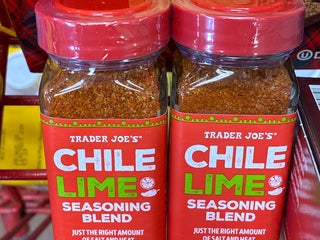 TRADER JOE'S
CHILE
LIME
SEASONING
BLEND
JUST THE RIGHT AMOUNT
OF SALT AND HEAT
TRADER JOE'S™
CHILE
LIME
SEASONING
BLEND
JUST THE RIGHT AMOUNT
OF SALT AND HEAT